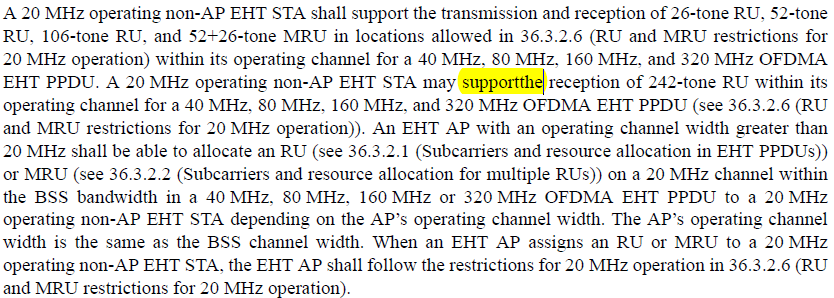 A 20 MHz operating non-AP EHT STA shall support the transmission and reception of 26-tone RU, 52-tone
RU, 106-tone RU, and 52+26-tone MRU in locations allowed in 36.3.2.6 (RU and MRU restrictions for
20 MHz operation) within its operating channel for a 40 MHz, 80 MHz, 160 MHz, and 320 MHz OFDMA
EHT PPDU. A 20 MHz operating non-AP EHT STA may supportthe reception of 242-tone RU within its
operating channel for a 40 MHz, 80 MHz, 160 MHz, and 320 MHz OFDMA EHT PPDU (see 36.3.2.6 (RU
and MRU restrictions for 20 MHz operation)). An EHT AP with an operating channel width greater than
20 MHz shall be able to allocate an RU (see 36.3.2.1 (Subcarriers and resource allocation in EHT PPDUs))
or MRU (see 36.3.2.2 (Subcarriers and resource allocation for multiple RUs)) on a 20 MHz channel within
the BSS bandwidth in a 40 MHz, 80 MHz, 160 MHz or 320 MHz OFDMA EHT PPDU to a 20 MHz
operating non-AP EHT STA depending on the AP's operating channel width. The AP's operating channel
width is the same as the BSS channel width. When an EHT AP assigns an RU or MRU to a 20 MHz
operating non-AP EHT STA, the EHT AP shall follow the restrictions for 20 MHz operation in 36.3.2.6 (RU
and MRU restrictions for 20 MHz operation).